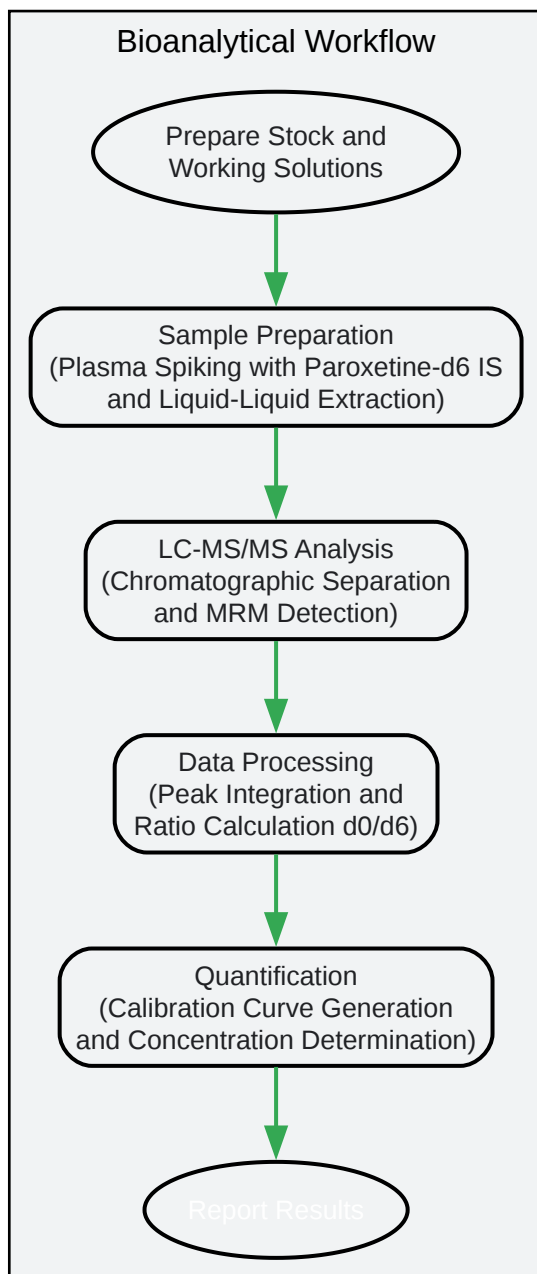 Bioanalytical Workflow
Prepare Stock and
Working Solutions
Sample Preparation
(Plasma Spiking with Paroxetine-d6 IS
and Liquid-Liquid Extraction)
LC-MS/MS Analysis
(Chromatographic Separation
and MRM Detection)
Data Processing
(Peak Integration and
Ratio Calculation d0/d6)
Quantification
(Calibration Curve Generation
and Concentration Determination)
Report Results